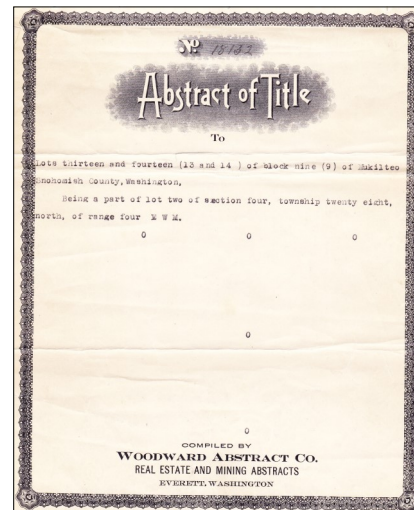 No. 18132
Abstract of Title
To
Lots thirteen and fourteen (13 and 14 ) of block nine (9) of Mukilteo
Snohomish County,Washington.
Being a part of lot two of section four, township twenty eight,
north, of range four M W M.
0 0 0
0
0
COMPILED BY
WOODWARD ABSTRACT CO.
REAL ESTATE AND MINING ABSTRACTS
EVERETT, WASHINGTON